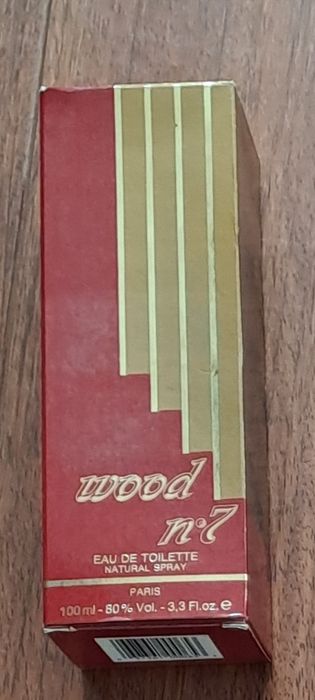 wood
n°7
EAU DE TOILETTE
NATURAL SPRAY
PARIS
100 ml - 80% Vol. - 3,3 Fl.oz. e